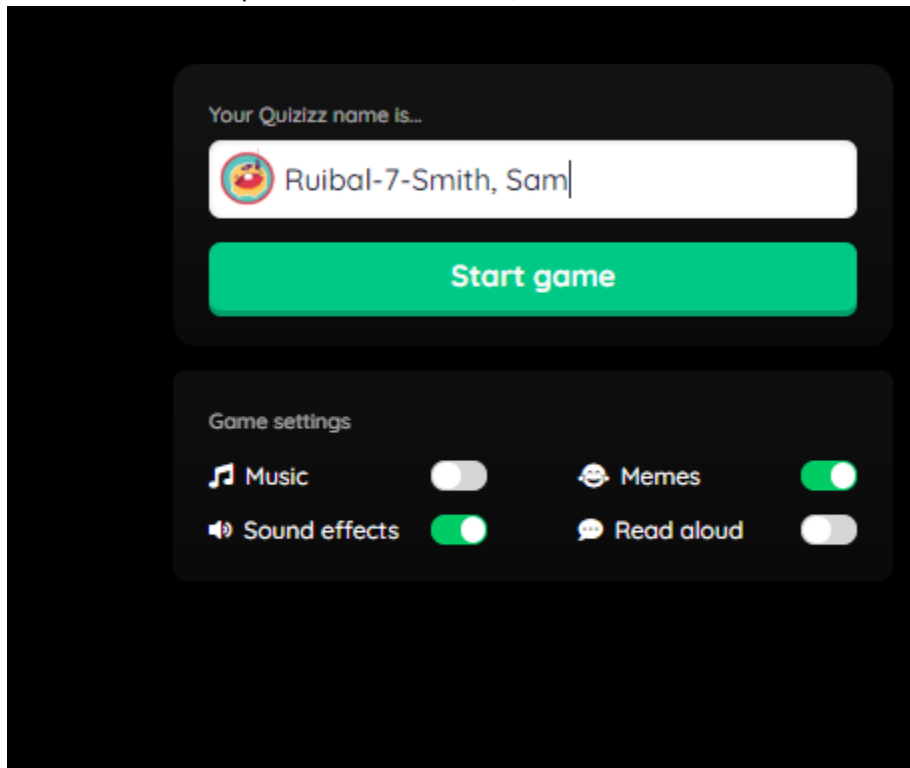 Your Quizizz name is...
Ruibal-7-Smith, Sam
Start game
Game settings
Music
Memes
Sound effects
Read aloud